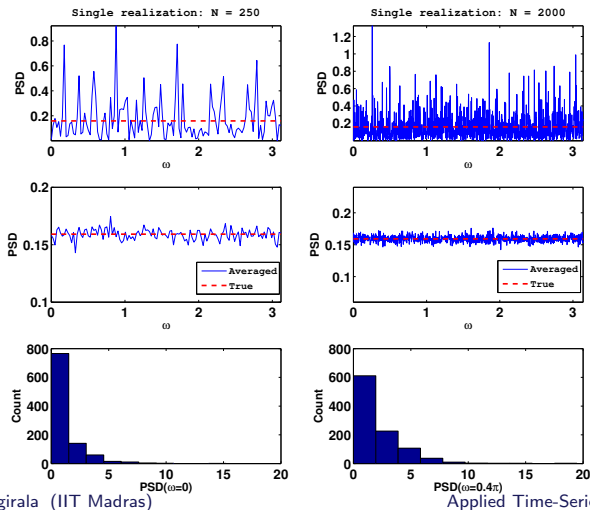 Single realization: N = 250
PSD
0.8
0.6
0.4
0.2
0 1 2 3
ω
Single realization: N = 2000
PSD
1.2
1
0.8
0.6
0.4
0.2
0 1 2 3
ω
PSD
0.2
0.15
0.1
Averaged
True
0 1 2 3
ω
PSD
0.2
0.15
0.1
Averaged
True
0 1 2 3
ω
Count
800
600
400
200
0
0 5 10 15 20
PSD(ω=0)
Count
800
600
400
200
0
0 5 10 15 20
PSD(ω=0.4π)
girala (IIT Madras)
Applied Time-Serie